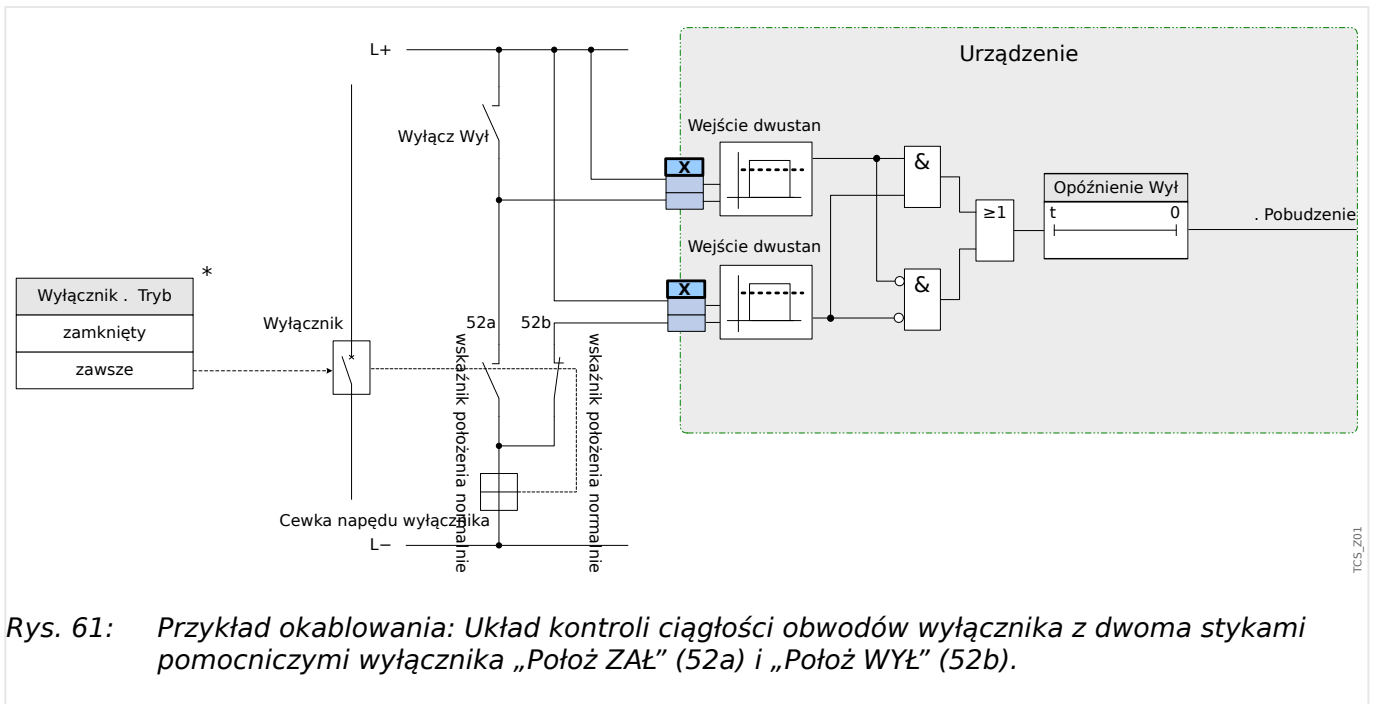 L+
Urządzenie
Wyłącz Wył
Wejście dwustan
X
&
Opóźnienie Wył
t 0
≥1
. Pobudzenie
Wejście dwustan
X
&
*
Wyłącznik . Tryb
zamknięty
zawsze
Wyłącznik
52a
52b
wskaźnik położenia normalnie
wskaźnik położenia normalnie
Cewka napędu wyłącznika
L−
TCS_Z01
Rys. 61: Przykład okablowania: Układ kontroli ciągłości obwodów wyłącznika z dwoma stykami
pomocniczymi wyłącznika „Położ ZAŁ” (52a) i „Położ WYŁ” (52b).